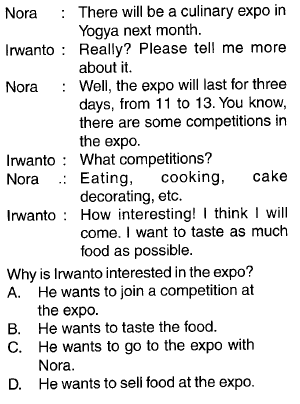 Nora : There will be a culinary expo in
Yogya next month.
Irwanto : Really? Please tell me more
about it.
Nora : Well, the expo will last for three
days, from 11 to 13. You know,
there are some competitions in
the expo.
Irwanto : What competitions?
Nora .: Eating, cooking, cake
decorating, etc.
Irwanto : How interesting! I think I will
come. I want to taste as much
food as possible.
Why is Irwanto interested in the expo?
A. He wants to join a competition at
the expo.
B. He wants to taste the food.
C. He wants to go to the expo with
Nora.
D. He wants to sell food at the expo.